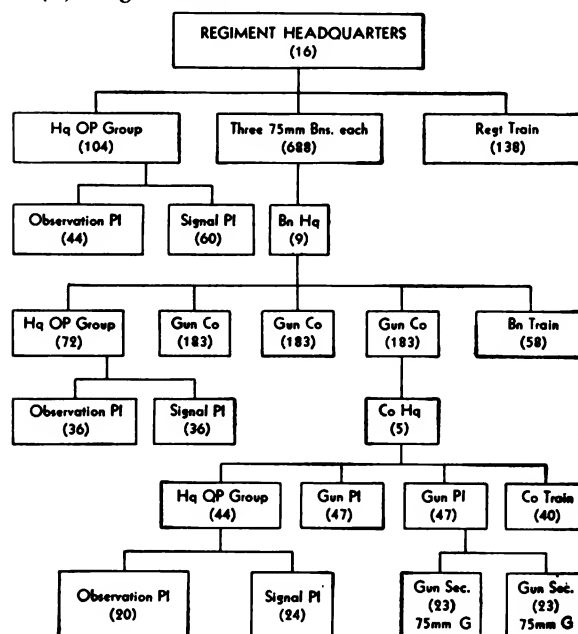 REGIMENT HEADQUARTERS
(16)
Hq OP Group
(104)
Three 75mm Bns. each
(688)
Regt Train
(138)
Observation Pl
(44)
Signal Pl
(60)
Bn Hq
(9)
Hq OP Group
(72)
Gun Co
(183)
Gun Co
(183)
Gun Co
(183)
Bn Train
(58)
Observation Pl
(36)
Signal Pl
(36)
Co Hq
(5)
Hq OP Group
(44)
Gun Pl
(47)
Gun Pl
(47)
Co Train
(40)
Observation Pl
(20)
Signal Pl
(24)
Gun Sec.
(23)
75mm G
Gun Sec.
(23)
75mm G